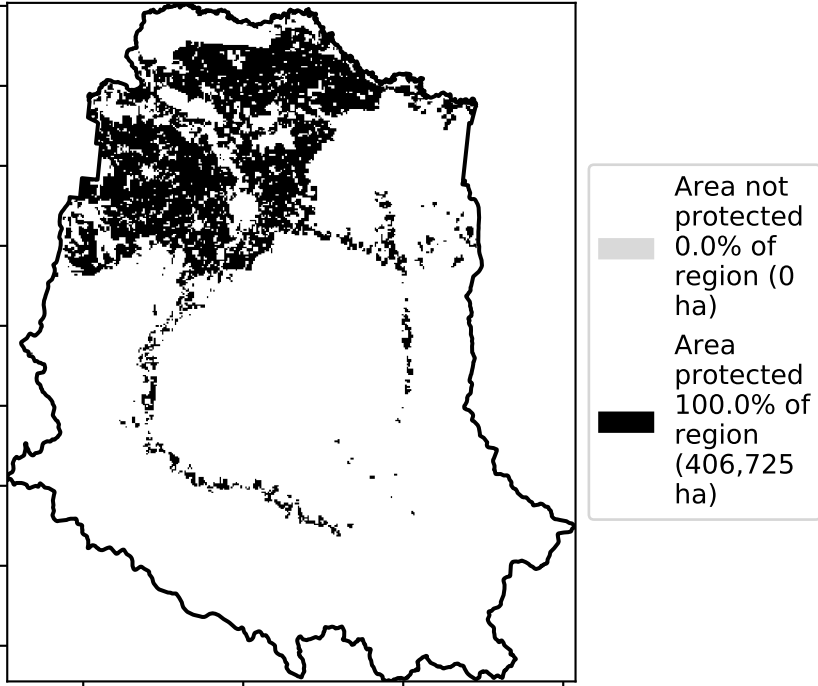 Area not
protected
0.0% of
region (0
ha)
Area
protected
100.0% of
region
(406,725
ha)